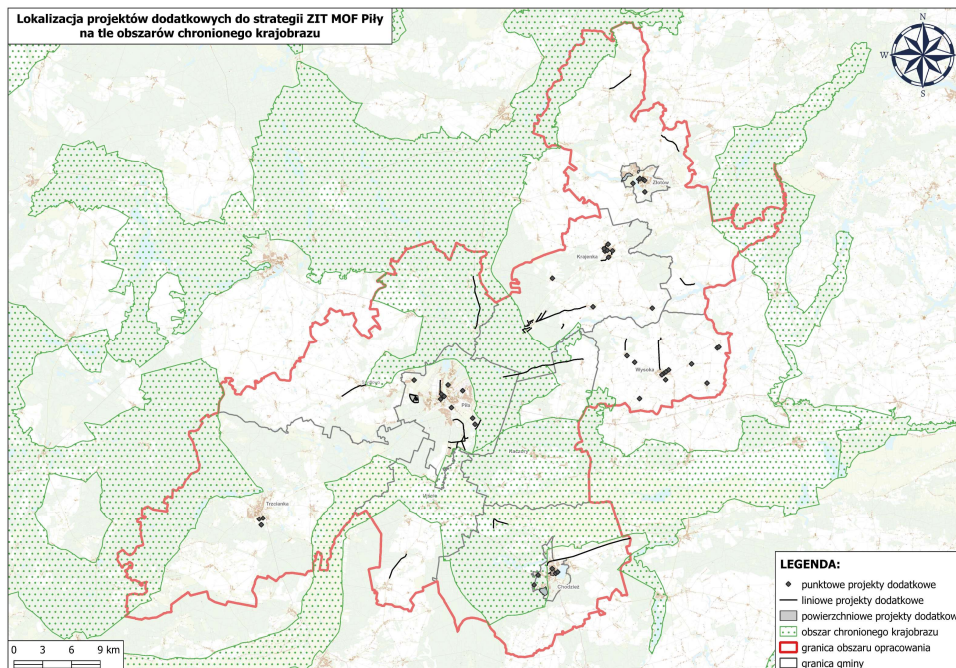 Lokalizacja projektów dodatkowych do strategii ZIT MOF Piły
na tle obszarów chronionego krajobrazu
N
W
E
S
Złotów
Krajenka
Wysoka
Piła
Kaczory
Trzcianka
Chodzież
LEGENDA:
punktowe projekty dodatkowe
liniowe projekty dodatkowe
powierzchniowe projekty dodatkow
obszar chronionego krajobrazu
granica obszaru opracowania
granica gminy
0 3 6 9 km